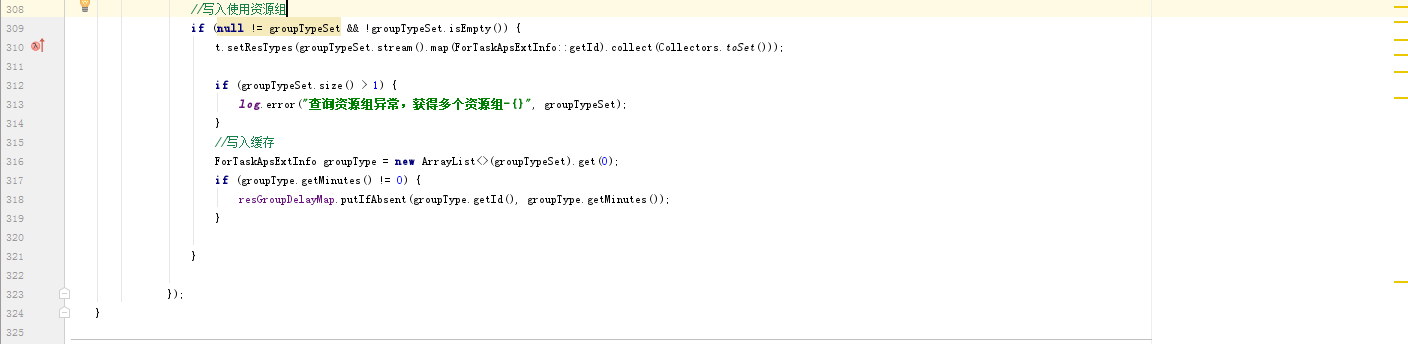 308 //写入使用资源组
309 if (null != groupTypeSet && !groupTypeSet.isEmpty()) {
310 t.setResTypes(groupTypeSet.stream().map(ForTaskApsExtInfo::getId).collect(Collectors.toSet()));
311
312 if (groupTypeSet.size() > 1) {
313 log.error("查询资源组异常，获得多个资源组-{}", groupTypeSet);
314 }
315 //写入缓存
316 ForTaskApsExtInfo groupType = new ArrayList<>(groupTypeSet).get(0);
317 if (groupType.getMinutes() != 0) {
318 resGroupDelayMap.putIfAbsent(groupType.getId(), groupType.getMinutes());
319 }
320
321 }
322
323 });
324 }
325